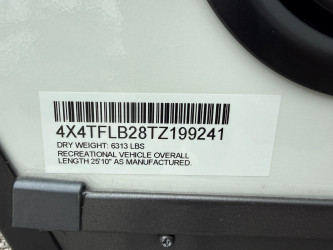 4X4TFLB28TZ199241
DRY WEIGHT: 6313 LBS
RECREATIONAL VEHICLE OVERALL
LENGTH 25'10" AS MANUFACTURED.